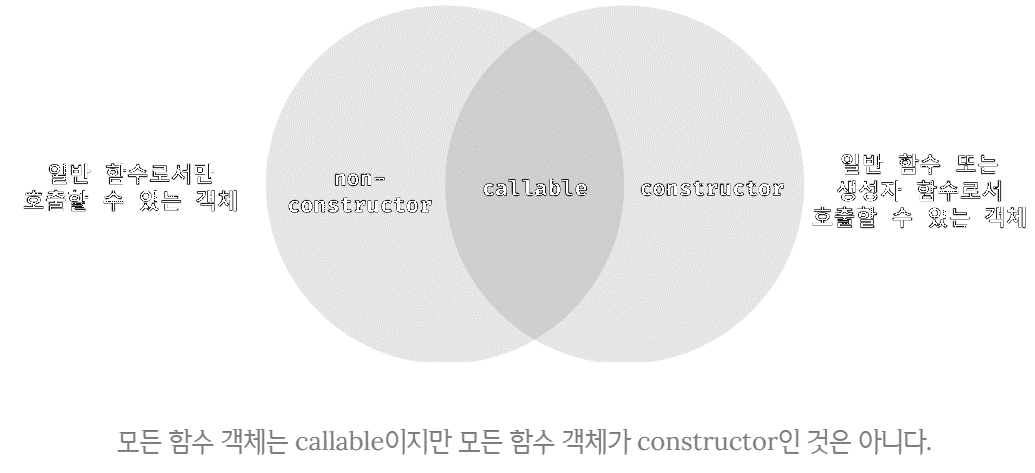 일반 함수로서만
호출할 수 있는 객체
non-
constructor
callable
constructor
일반 함수 또는
생성자 함수로서
호출할 수 있는 객체
모든 함수 객체는 callable이지만 모든 함수 객체가 constructor인 것은 아니다.